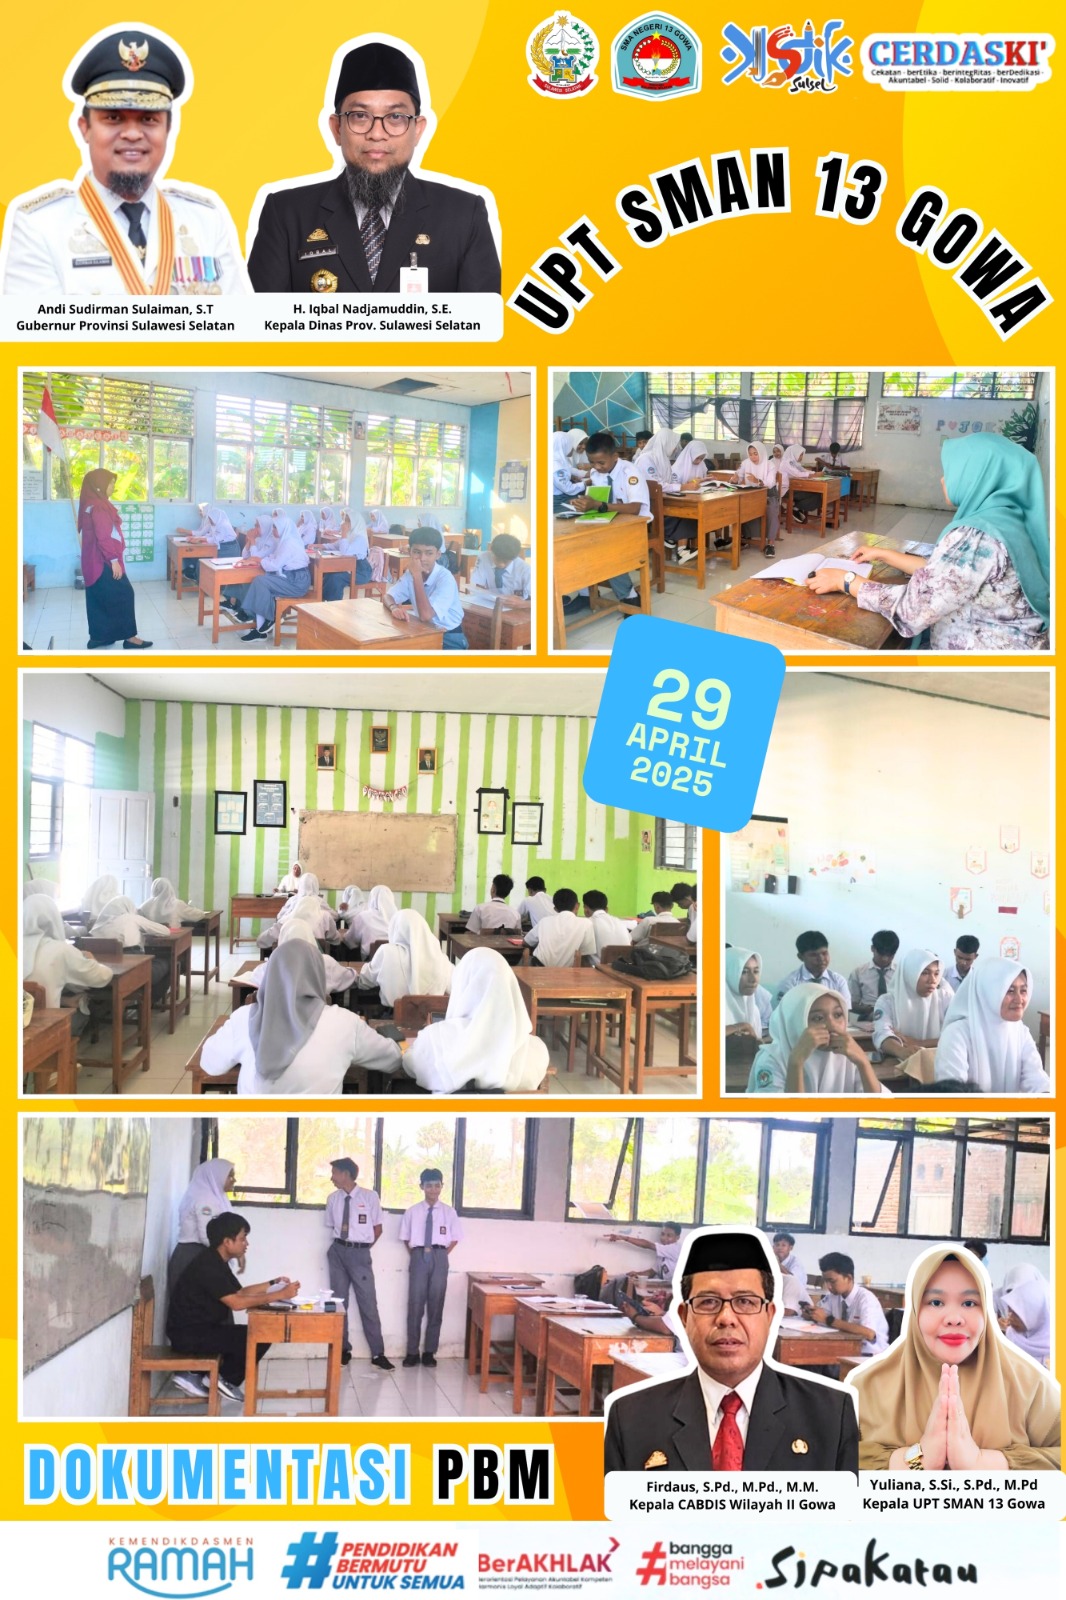 SULAWESI SELATAN
SMA NEGERI 13 GOWA
Sulsel
CERDASKI'
Cekatan - berEtika - berintegRitas - berDedikasi -
Akuntabel - Solid - Kolaboratif - Inovatif
UPT SMAN 13 GOWA
Andi Sudirman Sulaiman, S.T
Gubernur Provinsi Sulawesi Selatan
H. Iqbal Nadjamuddin, S.E.
Kepala Dinas Prov. Sulawesi Selatan
29
APRIL
2025
Firdaus, S.Pd., M.Pd., M.M.
Kepala CABDIS Wilayah II Gowa
Yuliana, S.Si., S.Pd., M.Pd
Kepala UPT SMAN 13 Gowa
DOKUMENTASI PBM
KEMENDIKDASMEN
RAMAH
#PENDIDIKAN
BERMUTU
UNTUK SEMUA
BerAKHLAK
#bangga
melayani
bangsa
Sipakatau